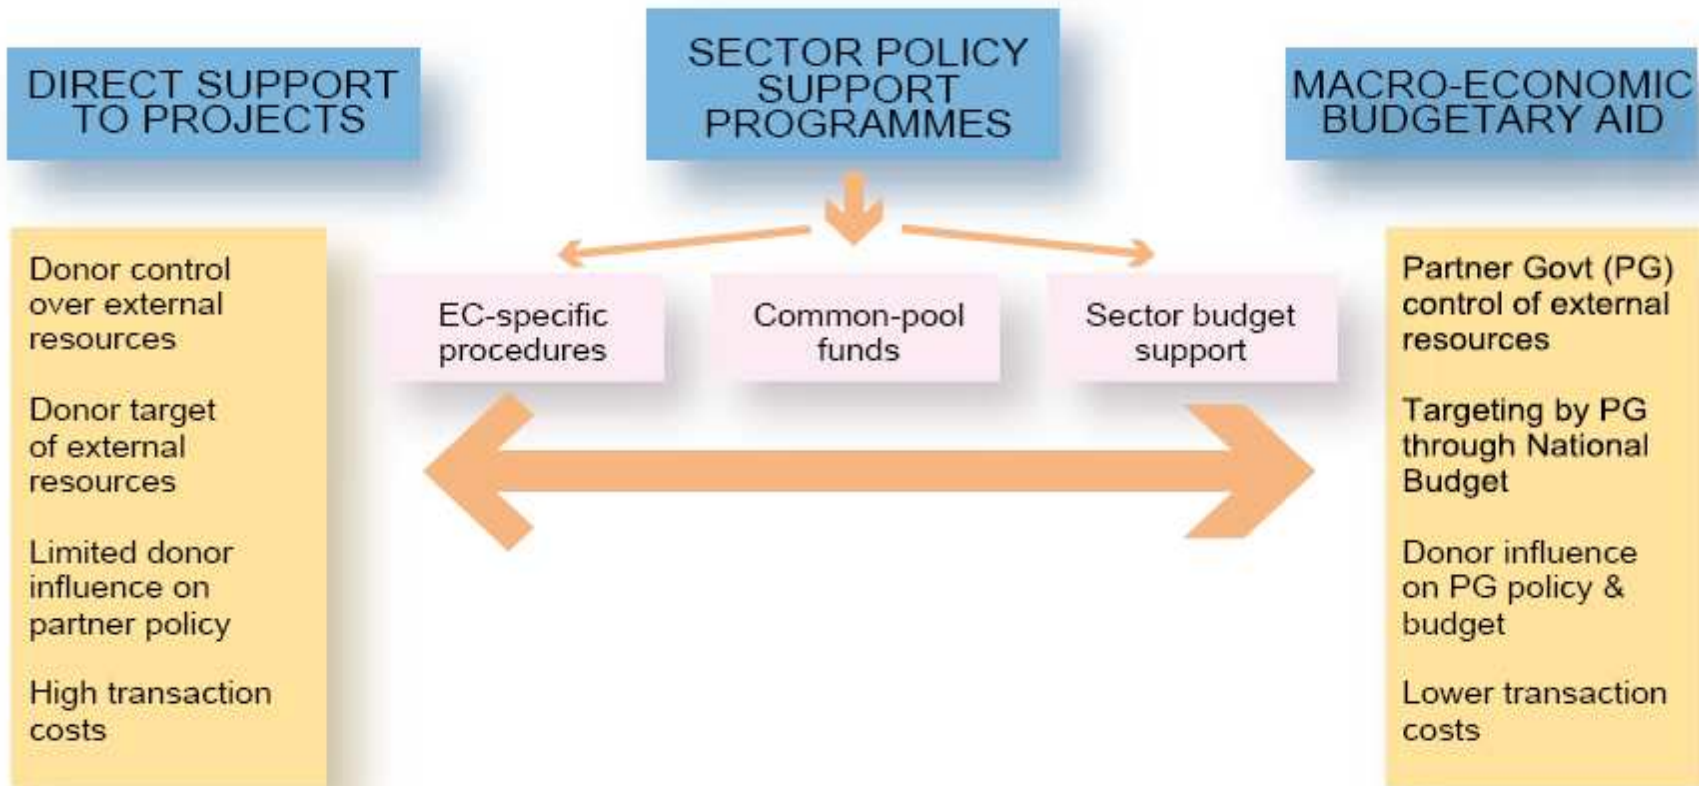 DIRECT SUPPORT
TO PROJECTS
SECTOR POLICY
SUPPORT
PROGRAMMES
MACRO-ECONOMIC
BUDGETARY AID
Donor control
over external
resources
Donor target
of external
resources
Limited donor
influence on
partner policy
High transaction
costs
EC-specific
procedures
Common-pool
funds
Sector budget
support
Partner Govt (PG)
control of external
resources
Targeting by PG
through National
Budget
Donor influence
on PG policy &
budget
Lower transaction
costs